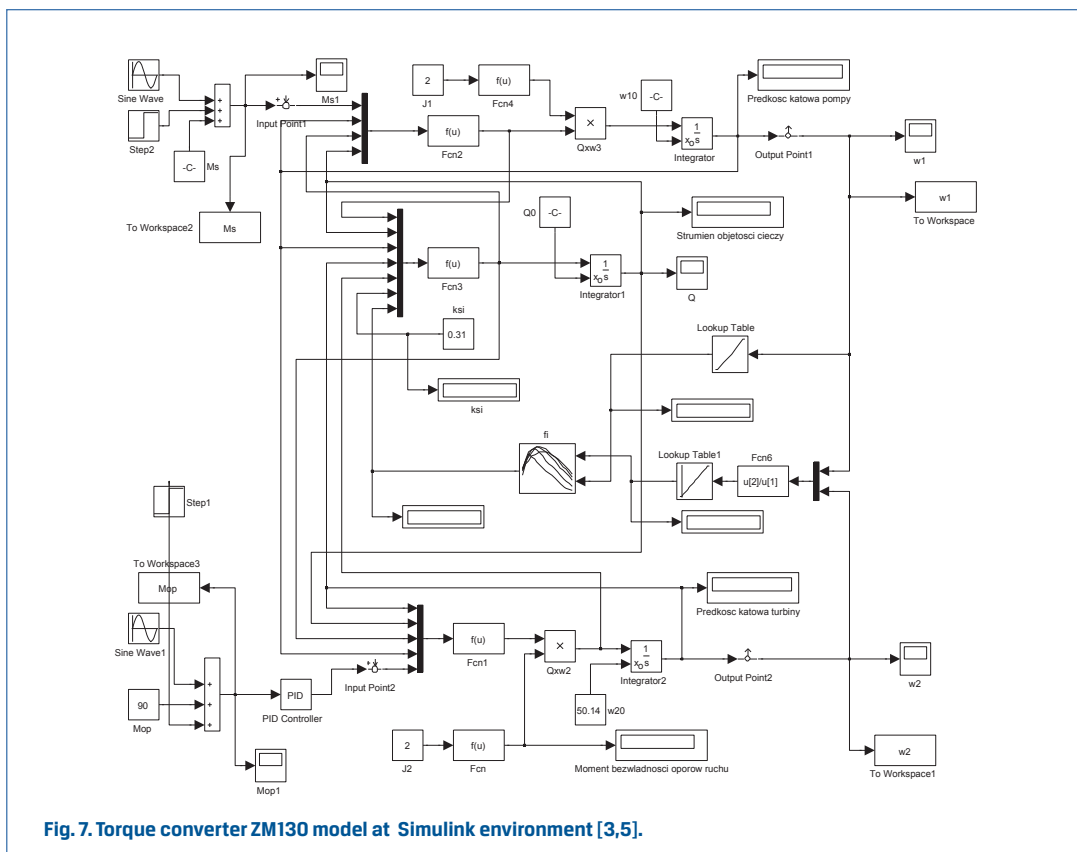 Sine Wave
+
+
+
Step2
-C-
Ms
To Workspace2
Ms
Ms1
+
Input Point1
2
J1
f(u)
Fcn4
f(u)
Fcn2
×
Qxw3
w10
-C-
1
s
xo
Integrator
Predkosc katowa pompy
Output Point1
w1
w1
To Workspace
f(u)
Fcn3
Q0
-C-
1
s
xo
Integrator1
Strumien objetosci cieczy
Q
ksi
0.31
ksi
Lookup Table
fi
Lookup Table1
Fcn6
u[2]/u[1]
Step1
To Workspace3
Mop
Sine Wave1
90
Mop
+
+
+
PID
PID Controller
Mop1
+
Input Point2
f(u)
Fcn1
×
Qxw2
1
s
xo
Integrator2
50.14
w20
Predkosc katowa turbiny
Output Point2
w2
w2
To Workspace1
2
J2
f(u)
Fcn
Moment bezwladnosci oporow ruchu
Fig. 7. Torque converter ZM130 model at Simulink environment [3,5].